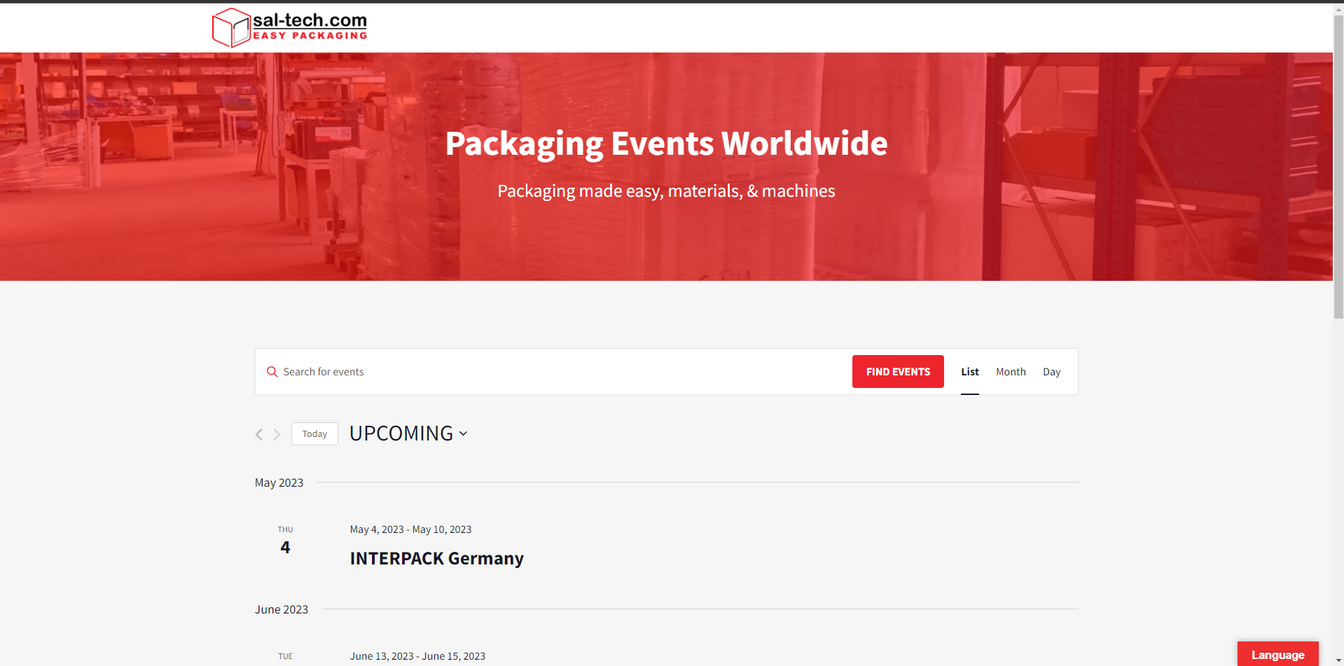 sal-tech.com
EASY PACKAGING
Packaging Events Worldwide
Packaging made easy, materials, & machines
Search for events
FIND EVENTS
List
Month
Day
Today
UPCOMING
May 2023
THU
4
May 4, 2023 - May 10, 2023
INTERPACK Germany
June 2023
TUE
June 13, 2023 - June 15, 2023
Language